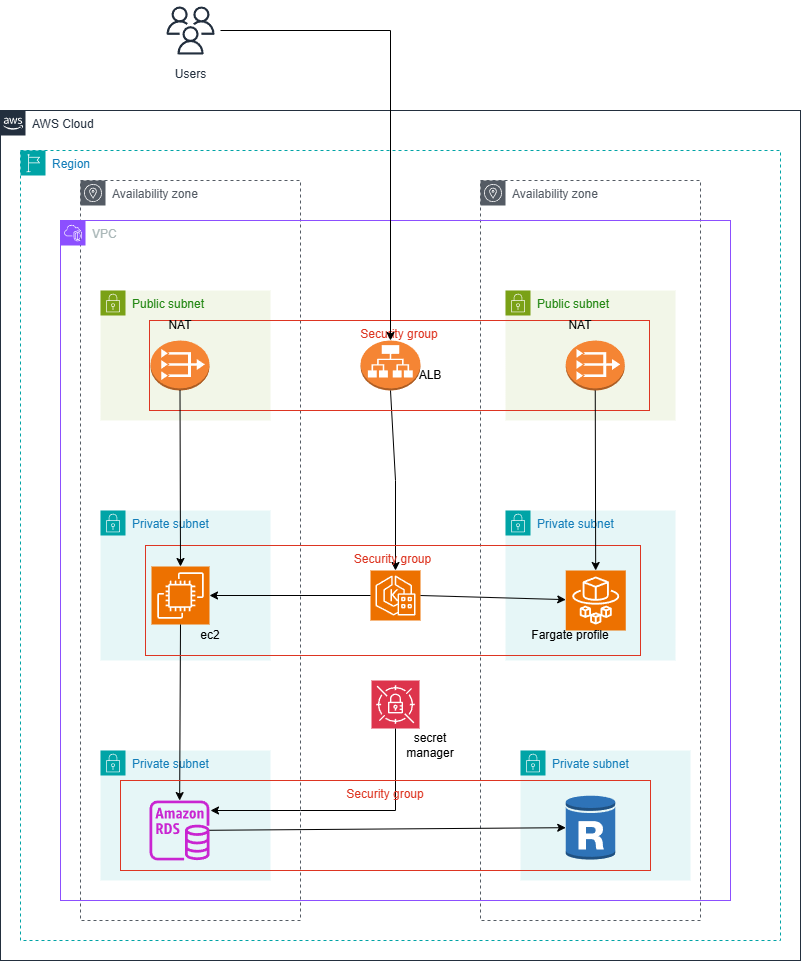 Users
aws
AWS Cloud
Region
Availability zone
Availability zone
VPC
Public subnet
Public subnet
NAT
NAT
Security group
ALB
Private subnet
Private subnet
Security group
K
ec2
Fargate profile
secret
manager
Private subnet
Private subnet
Security group
Amazon
RDS
R